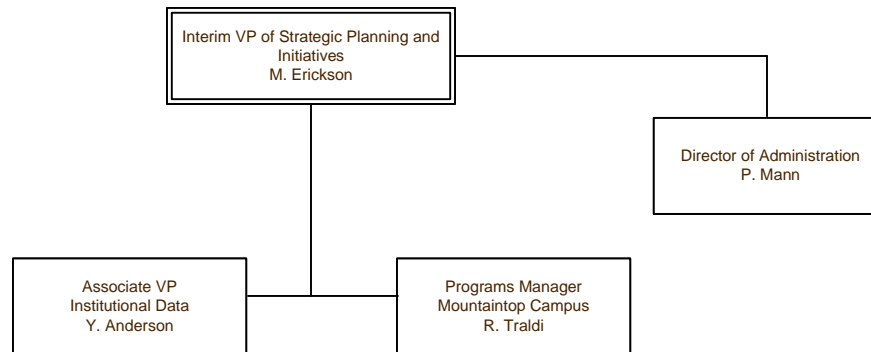 Interim VP of Strategic Planning and
Initiatives
M. Erickson
Director of Administration
P. Mann
Associate VP
Institutional Data
Y. Anderson
Programs Manager
Mountaintop Campus
R. Traldi